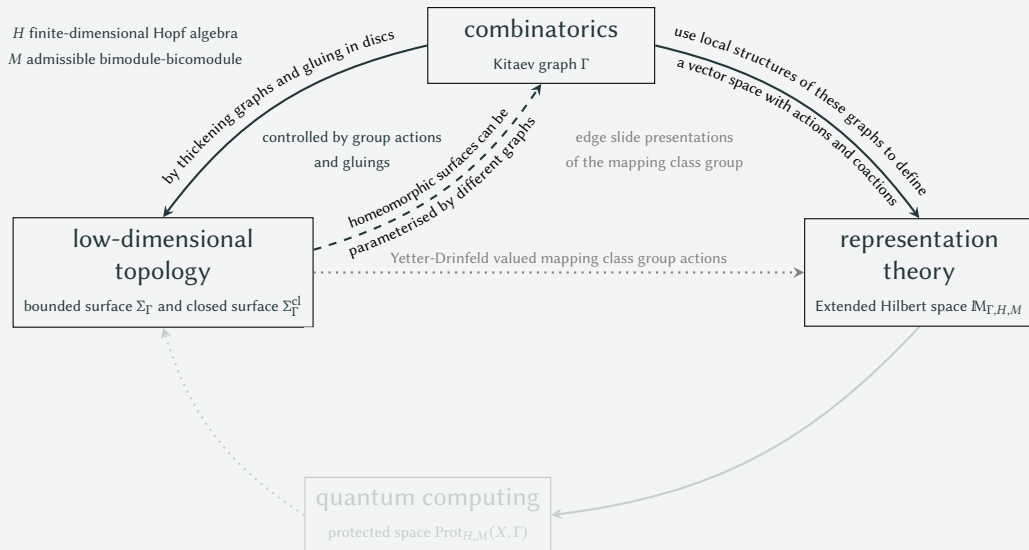 H finite-dimensional Hopf algebra
M admissible bimodule-bicomodule
combinatorics
Kitaev graph Γ
by thickening graphs and gluing in discs
use local structures of these graphs to define
a vector space with actions and coactions
controlled by group actions
and gluings
homeomorphic surfaces can be
parameterised by different graphs
edge slide presentations
of the mapping class group
low-dimensional
topology
bounded surface Σ_Γ and closed surface Σ_Γ^cl
Yetter-Drinfeld valued mapping class group actions
representation
theory
Extended Hilbert space 𝕄_Γ,H,M
quantum computing
protected space Prot_H,M(X, Γ)